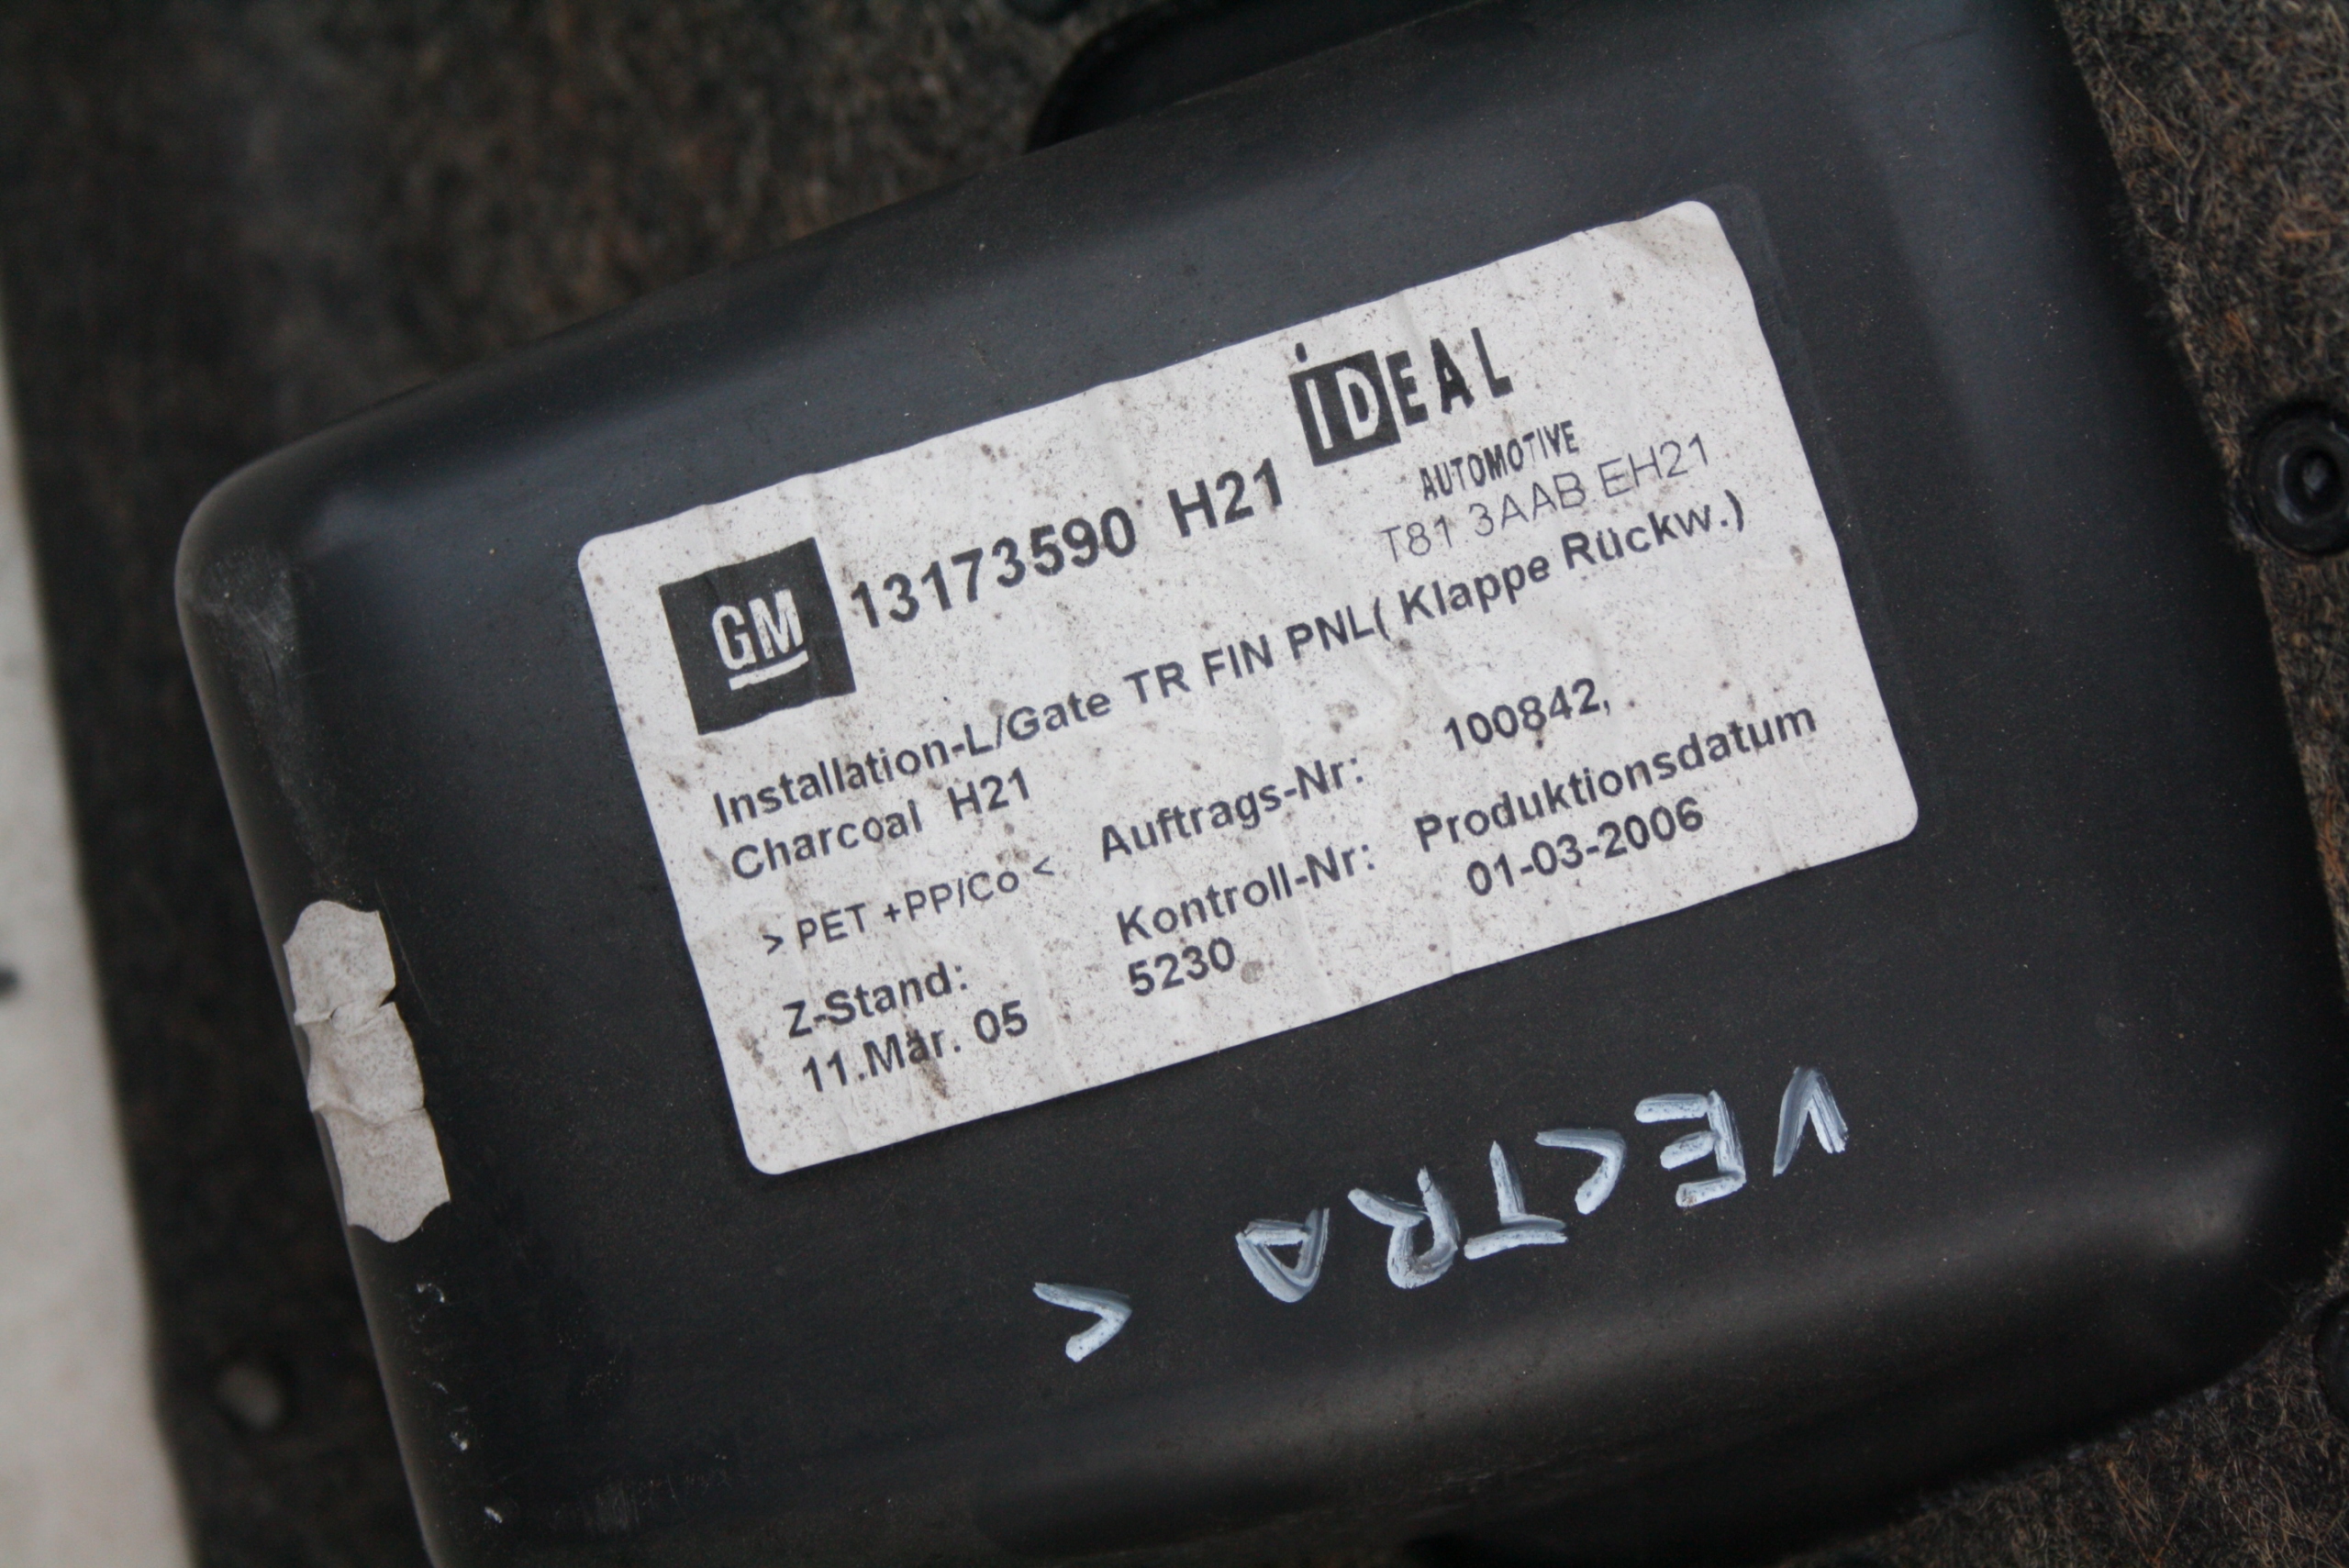 iDEAL
AUTOMOTIVE
GM 13173590 H21
T81 3AAB EH21
Installation-L/Gate TR FIN PNL( Klappe Rückw.)
Charcoal H21
> PET +PP/Co < Auftrags-Nr: 100842,
Z-Stand: Kontroll-Nr: Produktionsdatum
11.Mär. 05 5230 01-03-2006
VECTRA C